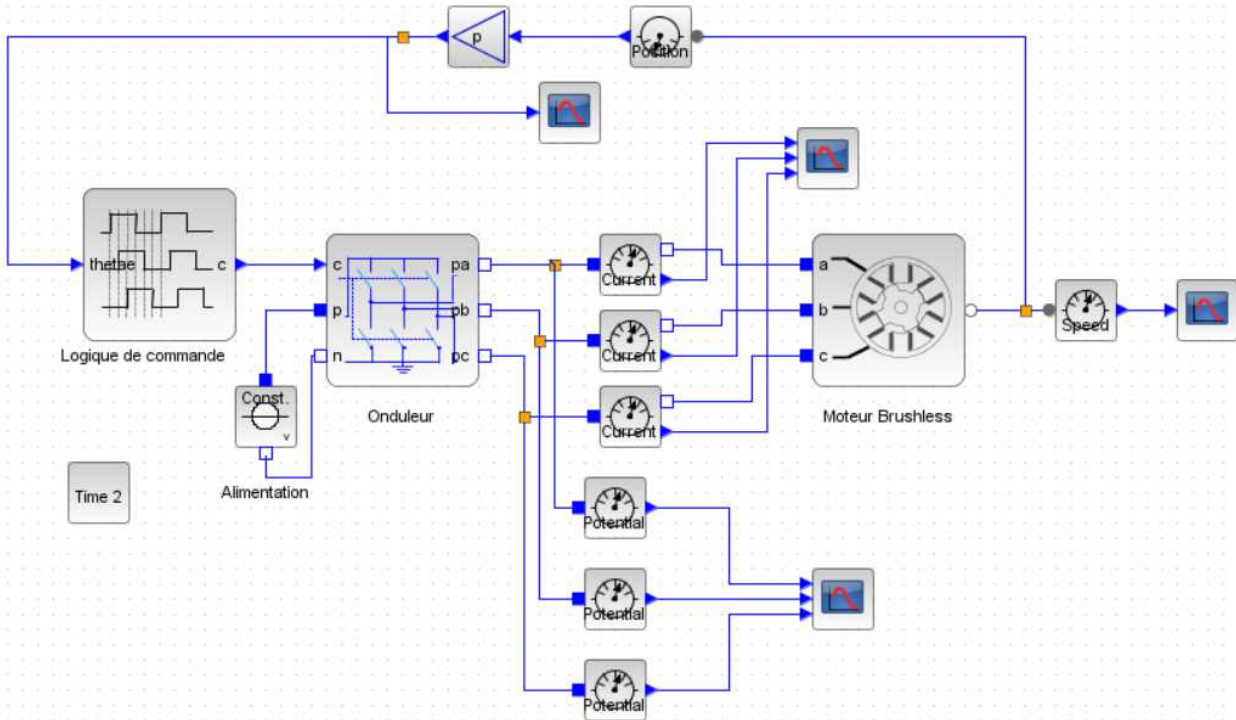 p
Position
thetae
c
Logique de commande
c
p
n
pa
pb
pc
Onduleur
Const.
v
Alimentation
Time 2
Current
Current
Current
a
b
c
Moteur Brushless
Speed
Potential
Potential
Potential